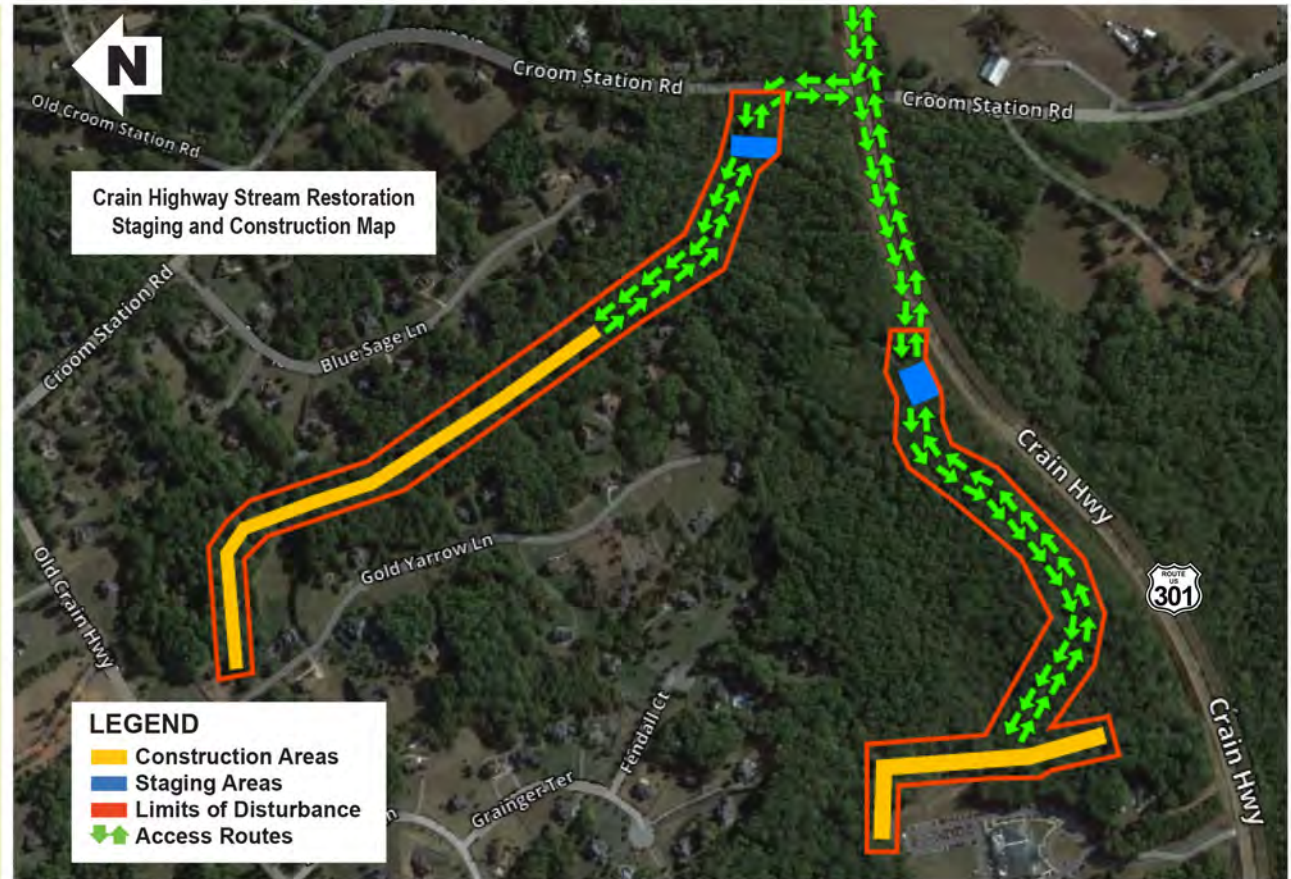 N
Croom Station Rd
Croom Station Rd
Old Croom Station Rd
Crain Highway Stream Restoration
Staging and Construction Map
Croom Station Rd
Blue Sage Ln
Crain Hwy
Gold Yarrow Ln
Old Crain Hwy
ROUTE
US
301
Fendall Ct
Crain Hwy
Grainger Ter
LEGEND
Construction Areas
Staging Areas
Limits of Disturbance
Access Routes